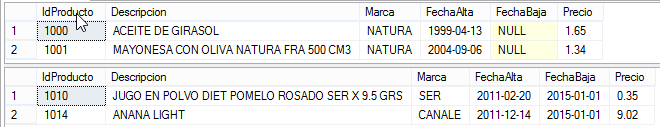 IdProducto Descripcion Marca FechaAlta FechaBaja Precio
1 1000 ACEITE DE GIRASOL NATURA 1999-04-13 NULL 1.65
2 1001 MAYONESA CON OLIVA NATURA FRA 500 CM3 NATURA 2004-09-06 NULL 1.34
IdProducto Descripcion Marca FechaAlta FechaBaja Precio
1 1010 JUGO EN POLVO DIET POMELO ROSADO SER X 9.5 GRS SER 2011-02-20 2015-01-01 0.35
2 1014 ANANA LIGHT CANALE 2011-12-14 2015-01-01 9.02